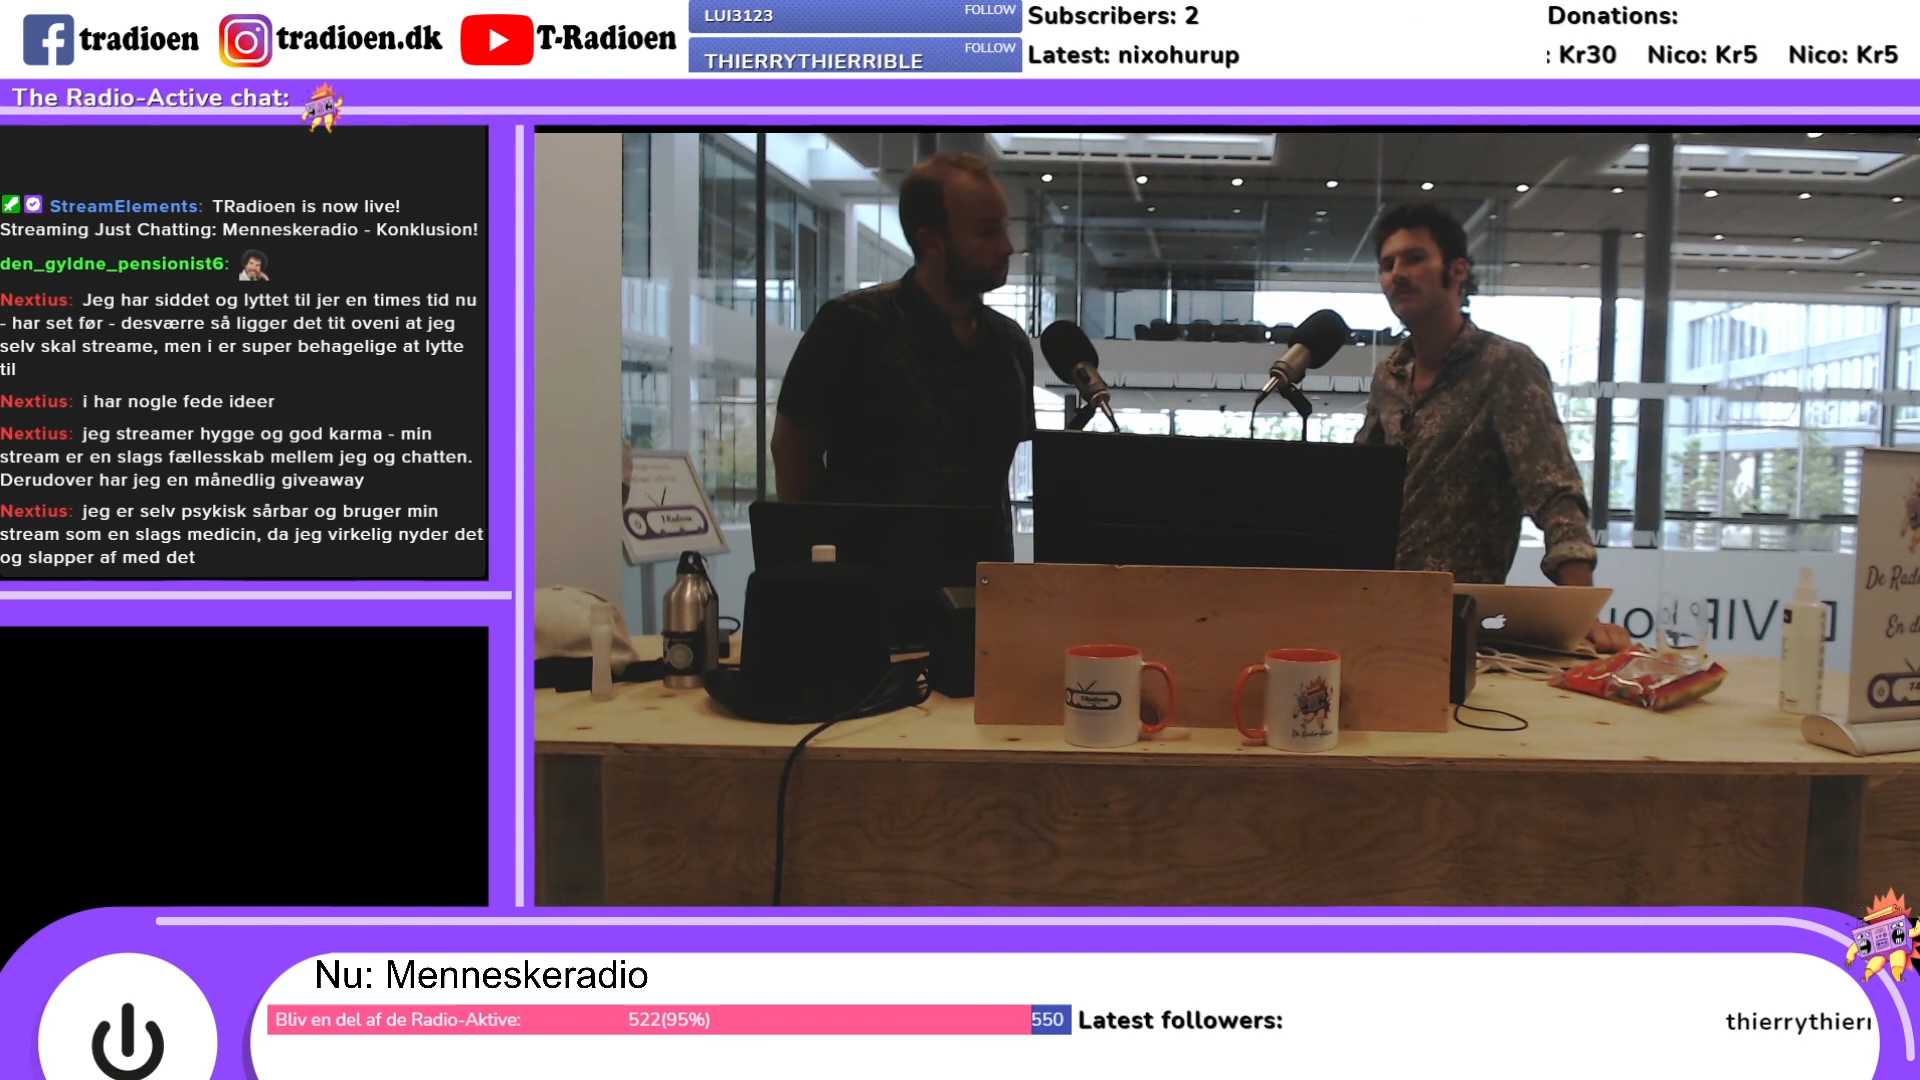 tradioen
tradioen.dk
T-Radioen
LUI3123
FOLLOW
THIERRYTHIERRIBLE
FOLLOW
Subscribers: 2
Latest: nixohurup
Donations:
: Kr30 Nico: Kr5 Nico: Kr5
The Radio-Active chat:
StreamElements: TRadioen is now live!
Streaming Just Chatting: Menneskeradio - Konklusion!
den_gyldne_pensionist6:
Nextius: Jeg har siddet og lyttet til jer en times tid nu
- har set før - desværre så ligger det tit oveni at jeg
selv skal streame, men i er super behagelige at lytte
til
Nextius: i har nogle fede ideer
Nextius: jeg streamer hygge og god karma - min
stream er en slags fællesskab mellem jeg og chatten.
Derudover har jeg en månedlig giveaway
Nextius: jeg er selv psykisk sårbar og bruger min
stream som en slags medicin, da jeg virkelig nyder det
og slapper af med det
T-Radioen
De Rad
En d
VIP
Nu: Menneskeradio
Bliv en del af de Radio-Aktive: 522(95%) 550
Latest followers:
thierrythierr